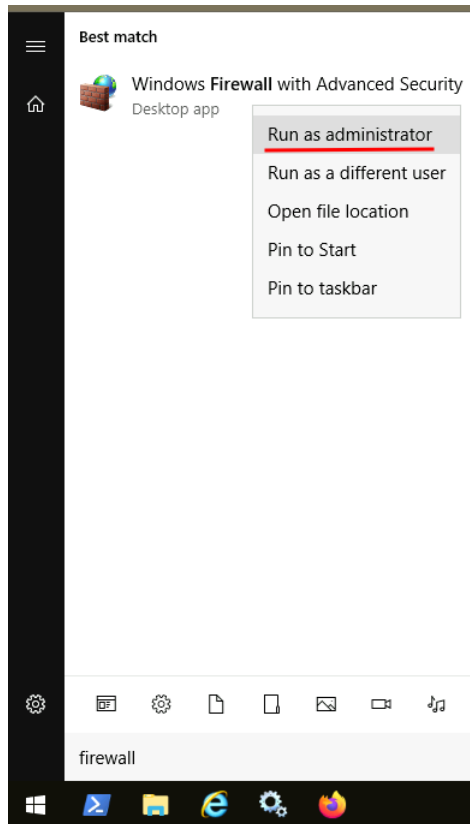 Best match
Windows Firewall with Advanced Security
Desktop app
Run as administrator
Run as a different user
Open file location
Pin to Start
Pin to taskbar
firewall